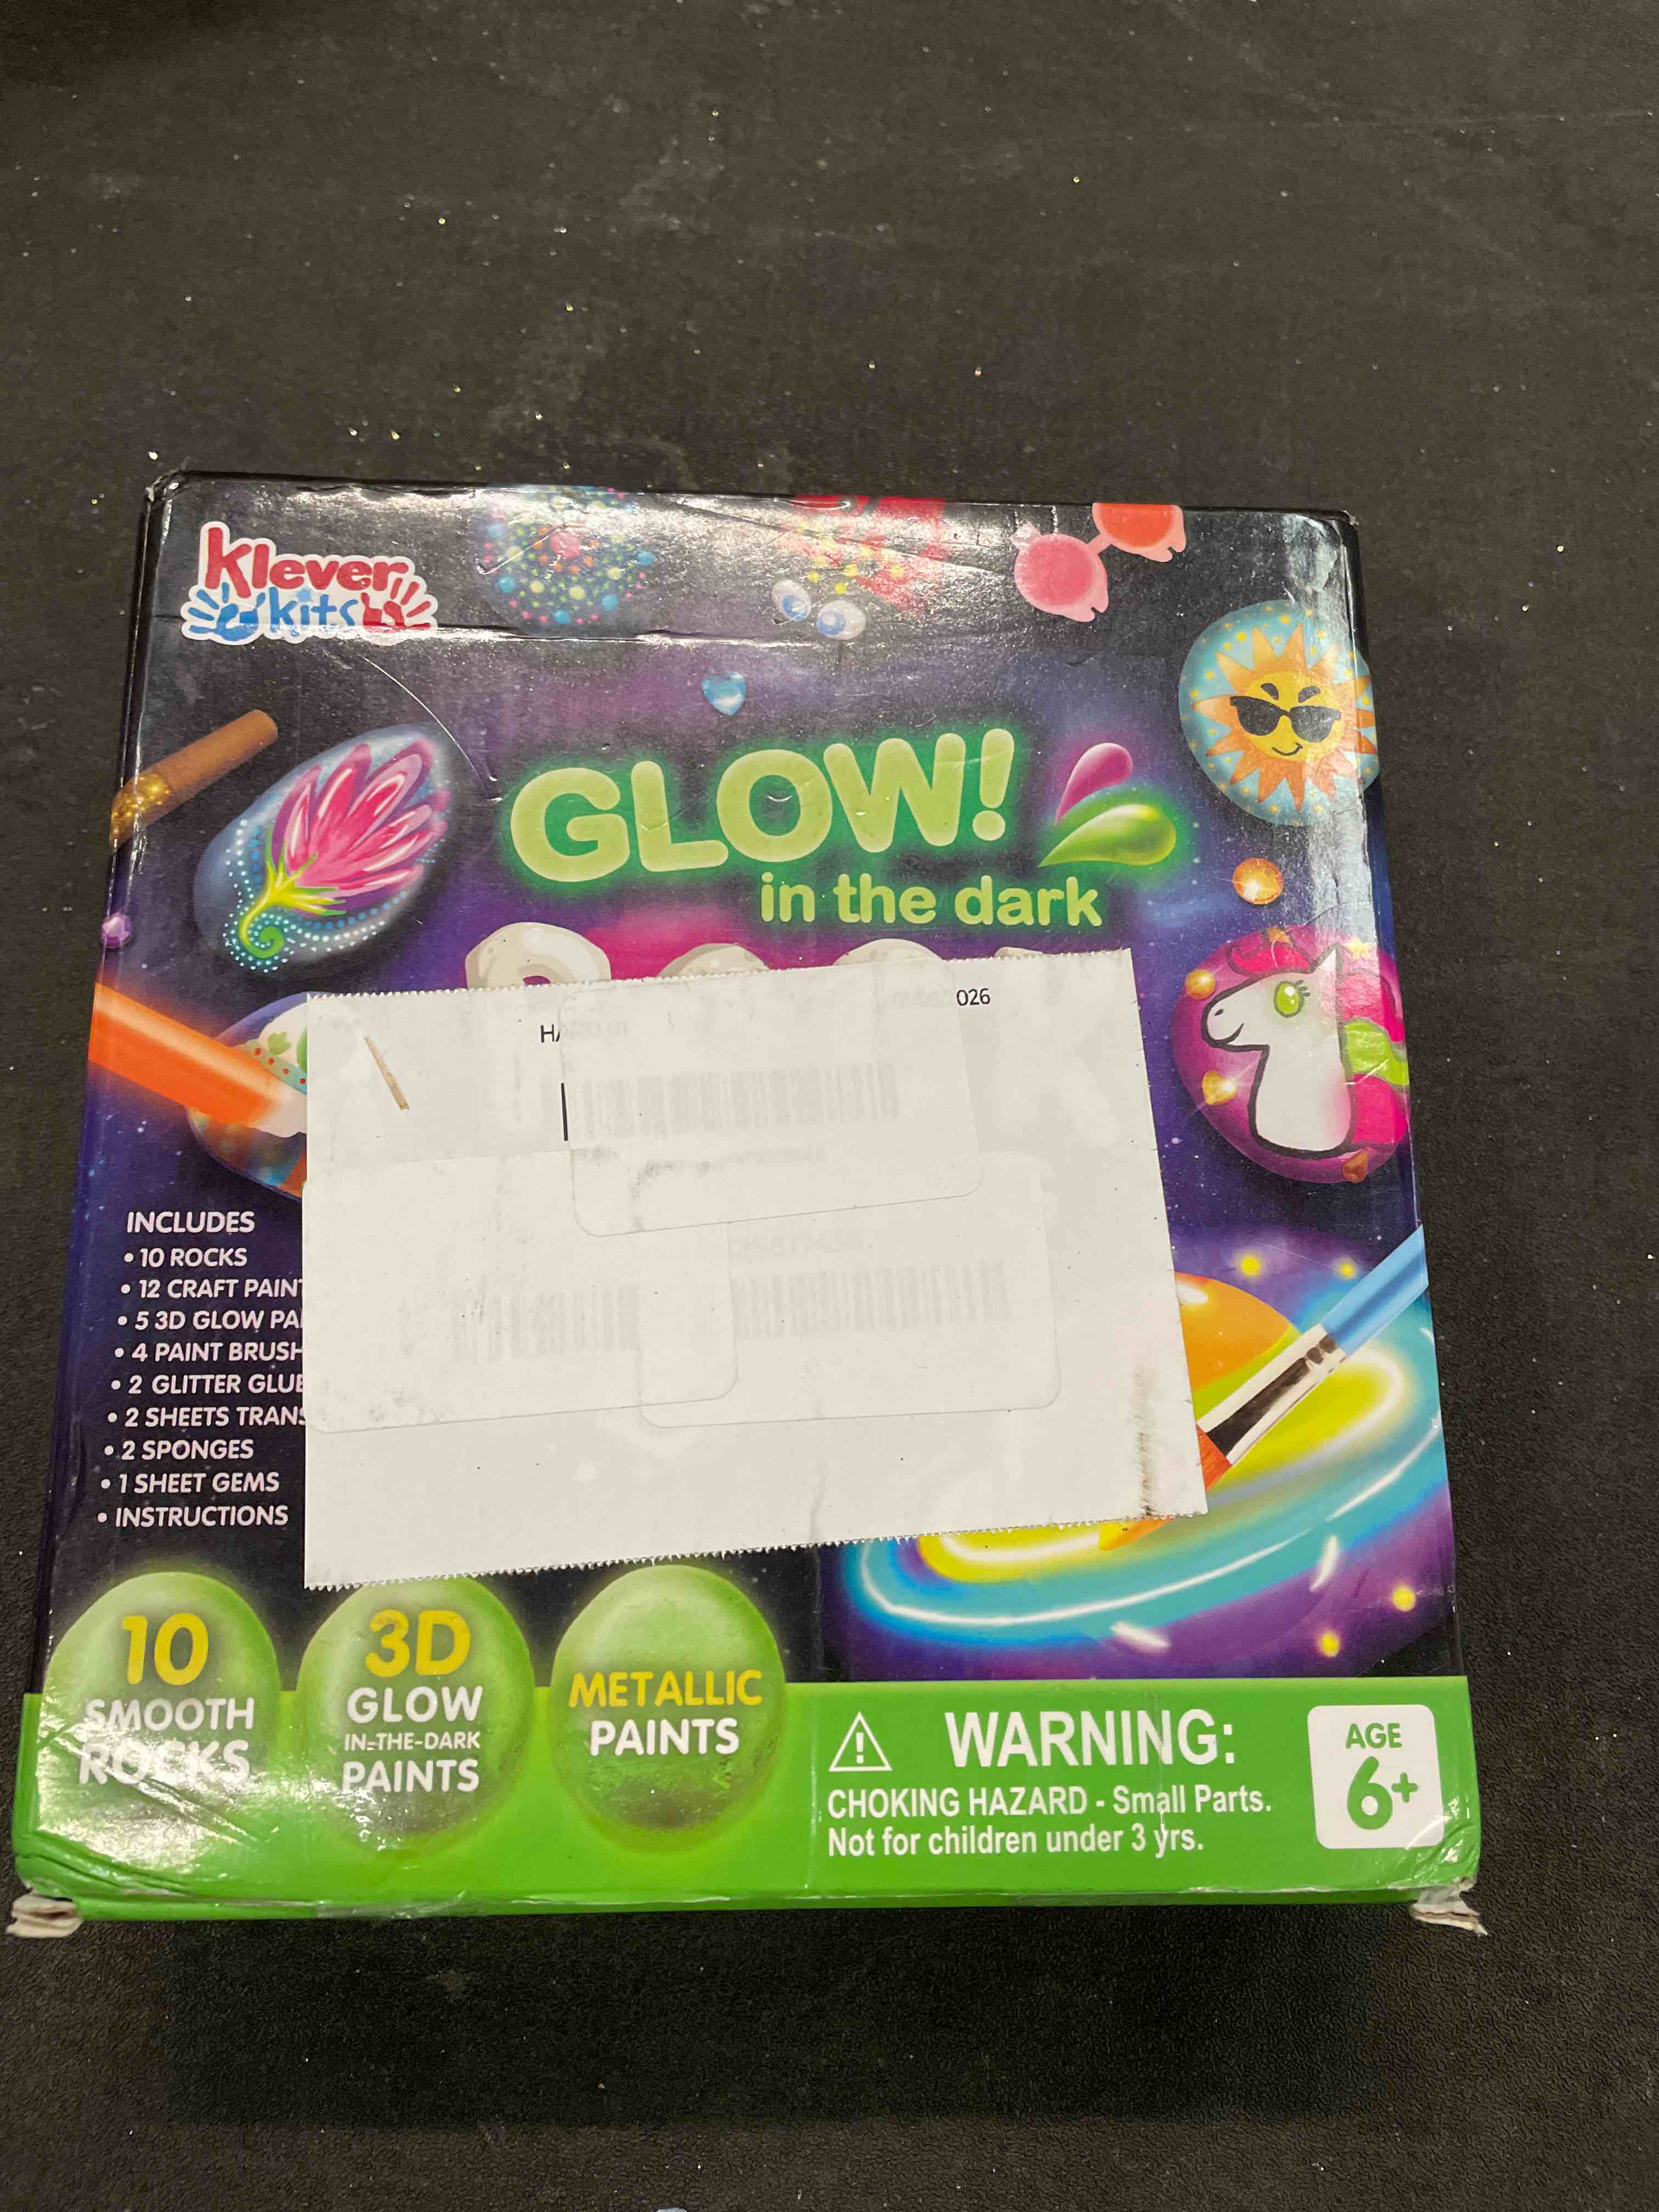 Klever
kits
GLOW!
in the dark
026
H
INCLUDES
• 10 ROCKS
• 12 CRAFT PAINT
• 5 3D GLOW PA
• 4 PAINT BRUSH
• 2 GLITTER GLUE
• 2 SHEETS TRANS
• 2 SPONGES
• 1 SHEET GEMS
• INSTRUCTIONS
10
SMOOTH
ROCKS
3D
GLOW
IN-THE-DARK
PAINTS
METALLIC
PAINTS
WARNING:
CHOKING HAZARD - Small Parts.
Not for children under 3 yrs.
AGE
6+